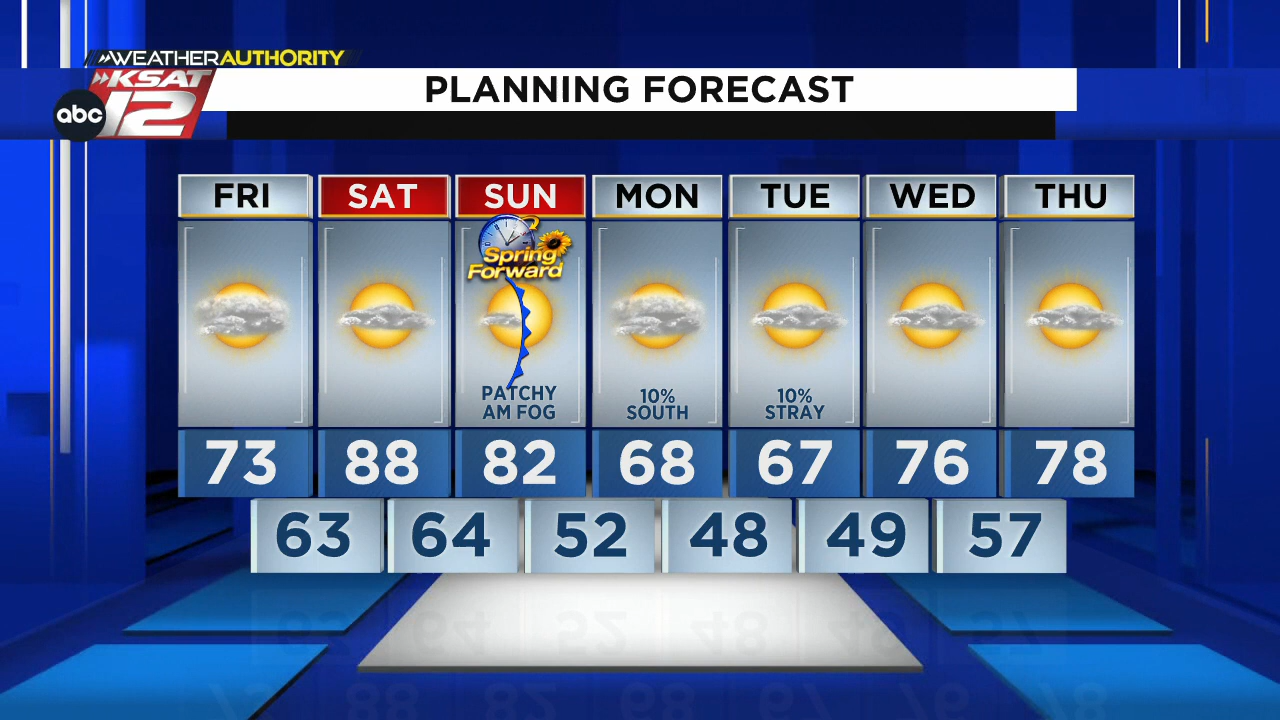 WEATHERAUTHORITY
KSAT
abc 12
PLANNING FORECAST
FRI SAT SUN MON TUE WED THU
Spring
Forward
PATCHY
AM FOG
10%
SOUTH
10%
STRAY
73 88 82 68 67 76 78
63 64 52 48 49 57